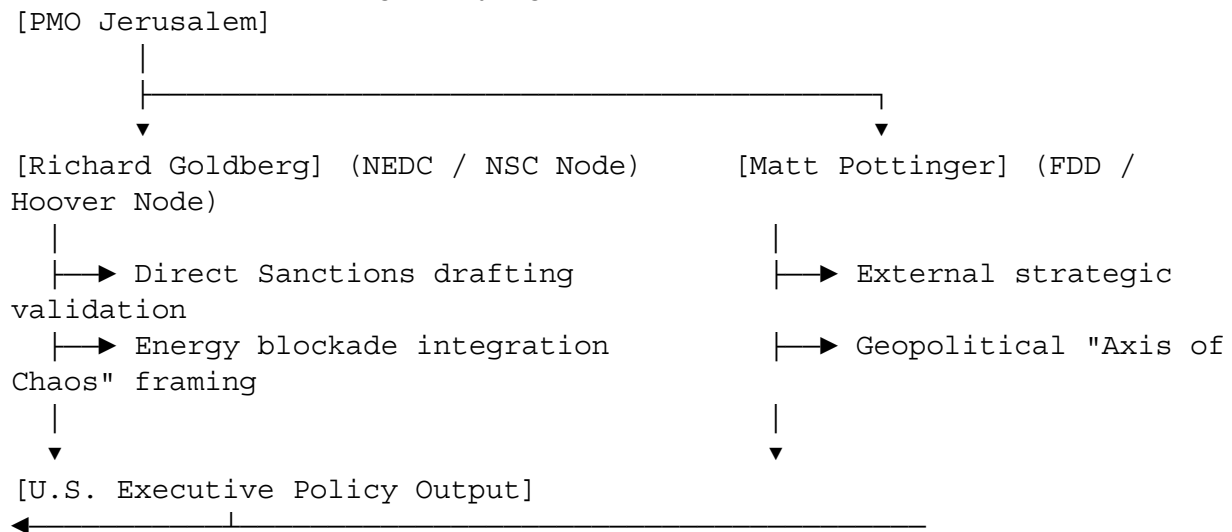 [PMO Jerusalem]
[Richard Goldberg] (NEDC / NSC Node) [Matt Pottinger] (FDD /
Hoover Node)
Direct Sanctions drafting External strategic
validation
Energy blockade integration Geopolitical "Axis of
Chaos" framing
[U.S. Executive Policy Output]